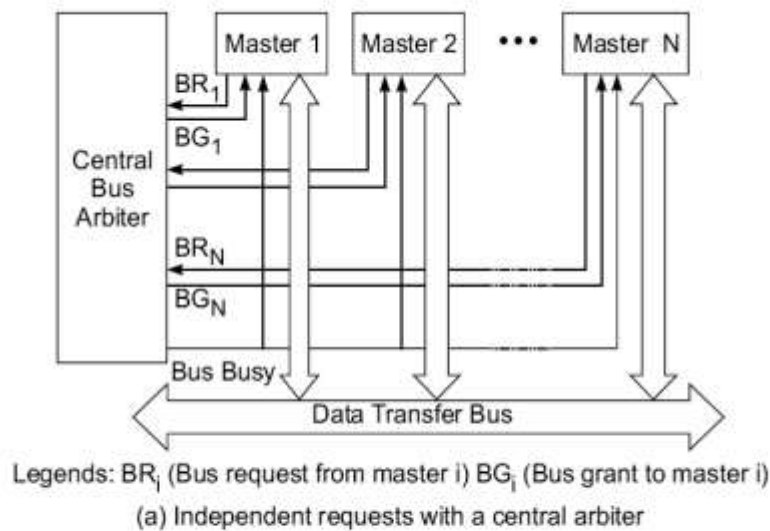 Master 1
Master 2
•••
Master N
BR1
BG1
Central
Bus
Arbiter
BRN
BGN
Bus Busy
Data Transfer Bus
Legends: BRi (Bus request from master i) BGi (Bus grant to master i)
(a) Independent requests with a central arbiter